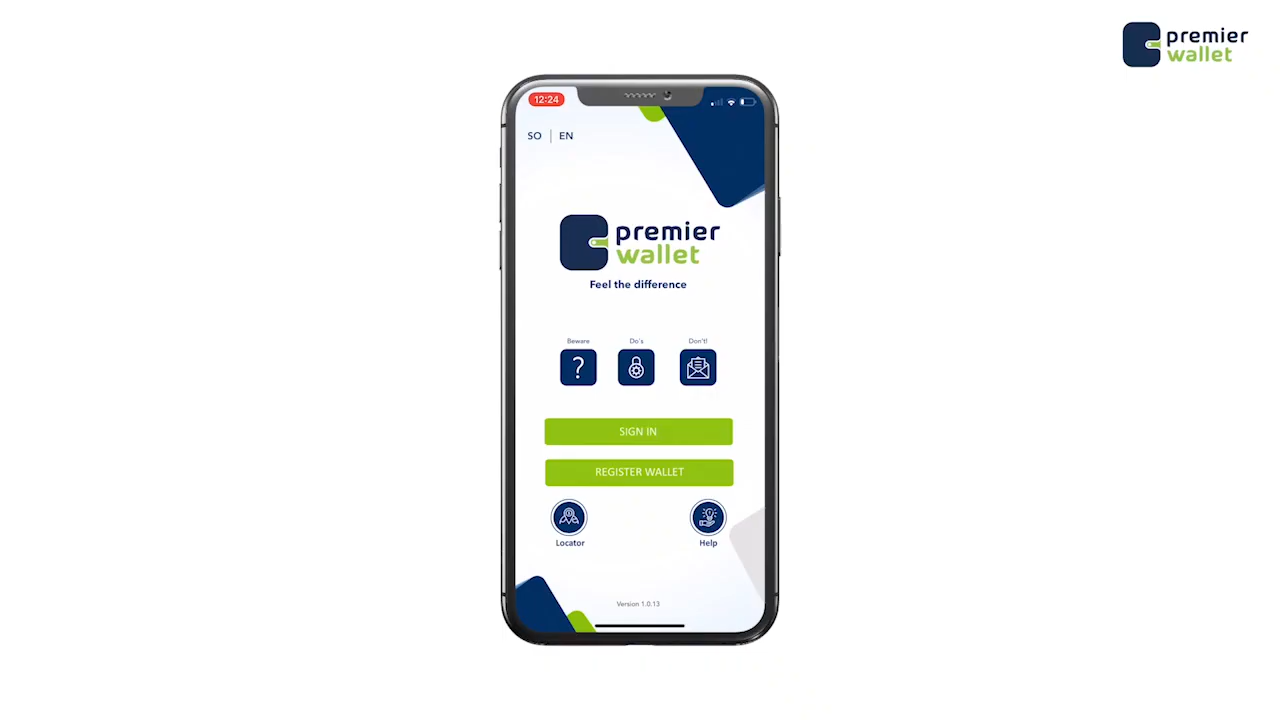 premier
wallet
12:24
SO | EN
premier
wallet
Feel the difference
Beware
Do's
Don't!
?
SIGN IN
REGISTER WALLET
Locator
Help
Version 1.0.13